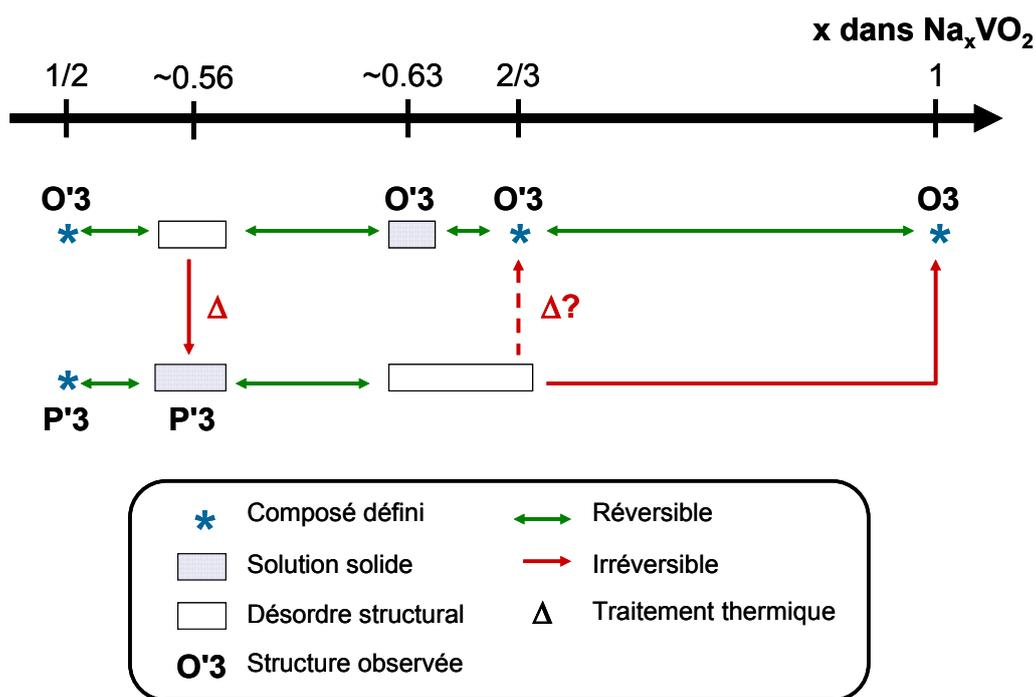 x dans NaₓVO₂
1/2 ~0.56 ~0.63 2/3 1
O'3 O'3 O'3 O3
* * *
Δ Δ?
*
P'3 P'3
* Composé défini Réversible
Solution solide Irréversible
Désordre structural Δ Traitement thermique
O'3 Structure observée